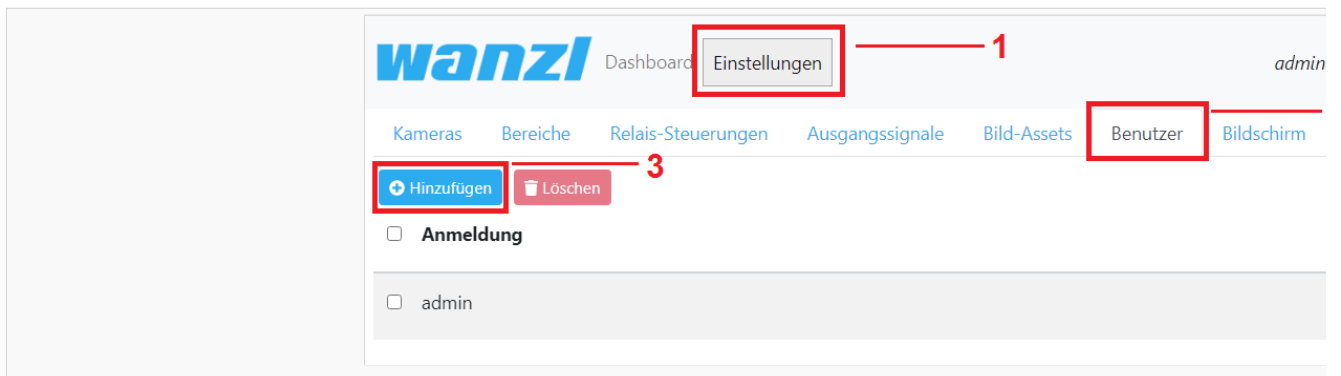 wanzl Dashboard Einstellungen 1 admin
Kameras Bereiche Relais-Steuerungen Ausgangssignale Bild-Assets Benutzer Bildschirm
3
Hinzufügen Löschen
Anmeldung
admin